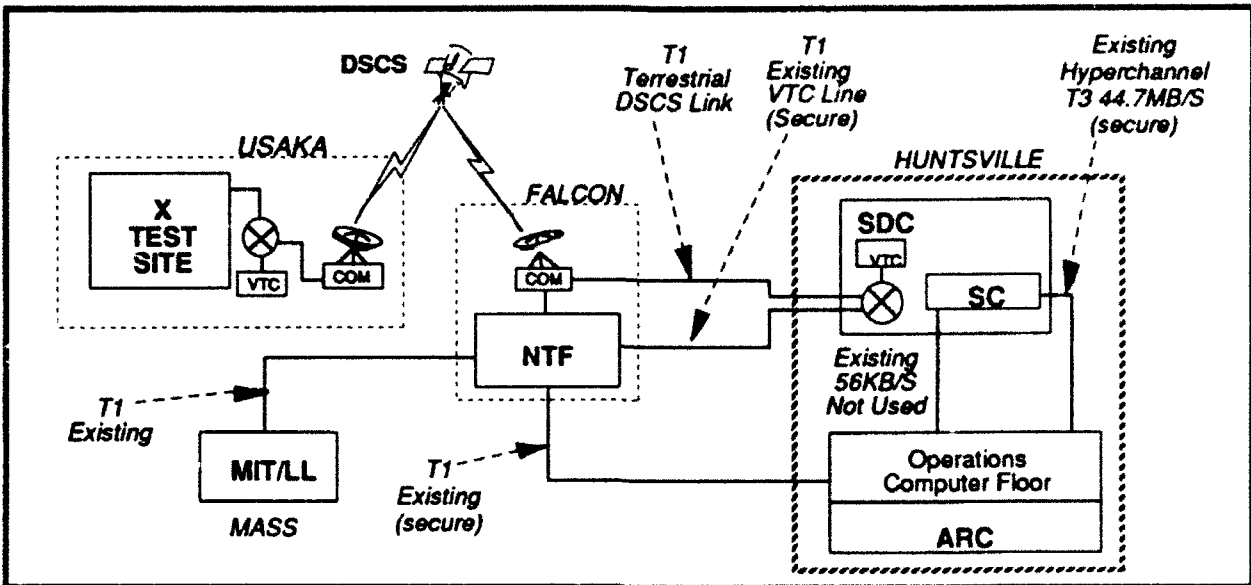 DSCS
T1
Terrestrial
DSCS Link
T1
Existing
VTC Line
(Secure)
Existing
Hyperchannel
T3 44.7MB/S
(secure)
USAKA
FALCON
HUNTSVILLE
X
TEST
SITE
VTC
COM
COM
SDC
VTC
SC
NTF
Existing
56KB/S
Not Used
T1
Existing
MIT/LL
MASS
T1
Existing
(secure)
Operations
Computer Floor
ARC